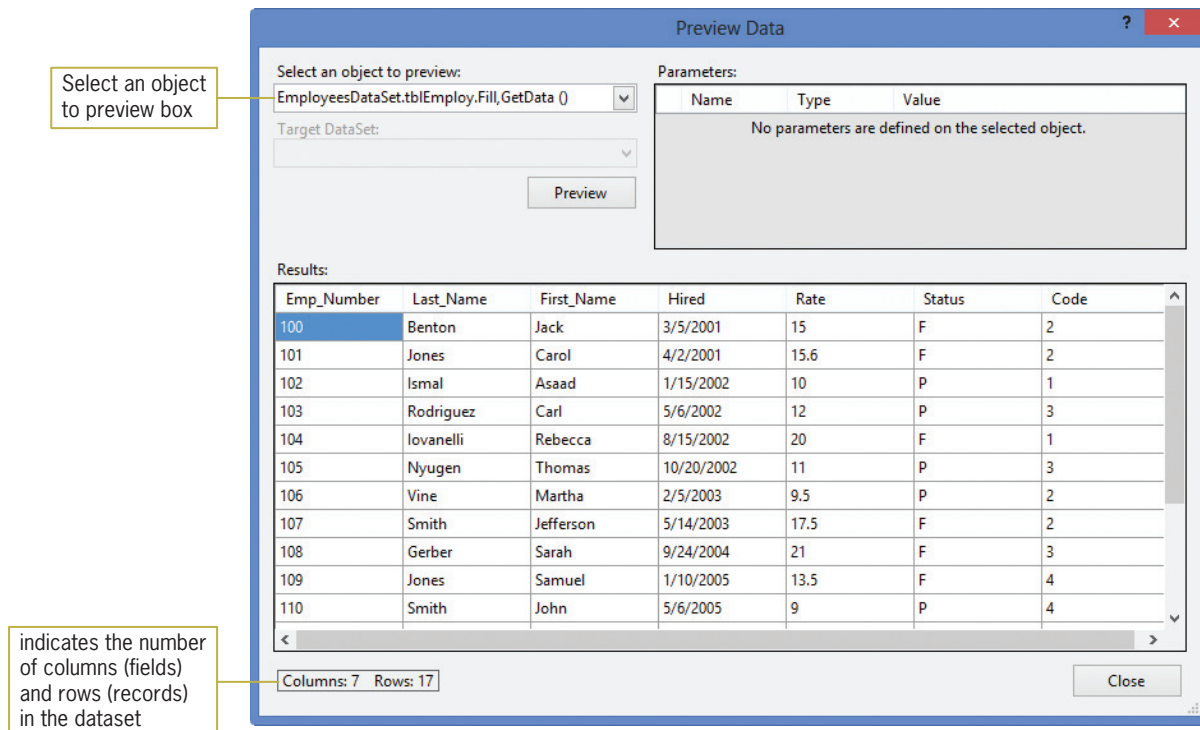 Preview Data
?
Select an object
to preview box
Select an object to preview:
EmployeesDataSet.tblEmploy.Fill,GetData ()
Target DataSet:
Preview
Parameters:
Name Type Value
No parameters are defined on the selected object.
Results:
Emp_Number Last_Name First_Name Hired Rate Status Code
100 Benton Jack 3/5/2001 15 F 2
101 Jones Carol 4/2/2001 15.6 F 2
102 Ismal Asaad 1/15/2002 10 P 1
103 Rodriguez Carl 5/6/2002 12 P 3
104 Iovanelli Rebecca 8/15/2002 20 F 1
105 Nyugen Thomas 10/20/2002 11 P 3
106 Vine Martha 2/5/2003 9.5 P 2
107 Smith Jefferson 5/14/2003 17.5 F 2
108 Gerber Sarah 9/24/2004 21 F 3
109 Jones Samuel 1/10/2005 13.5 F 4
110 Smith John 5/6/2005 9 P 4
indicates the number
of columns (fields)
and rows (records)
in the dataset
Columns: 7 Rows: 17
Close